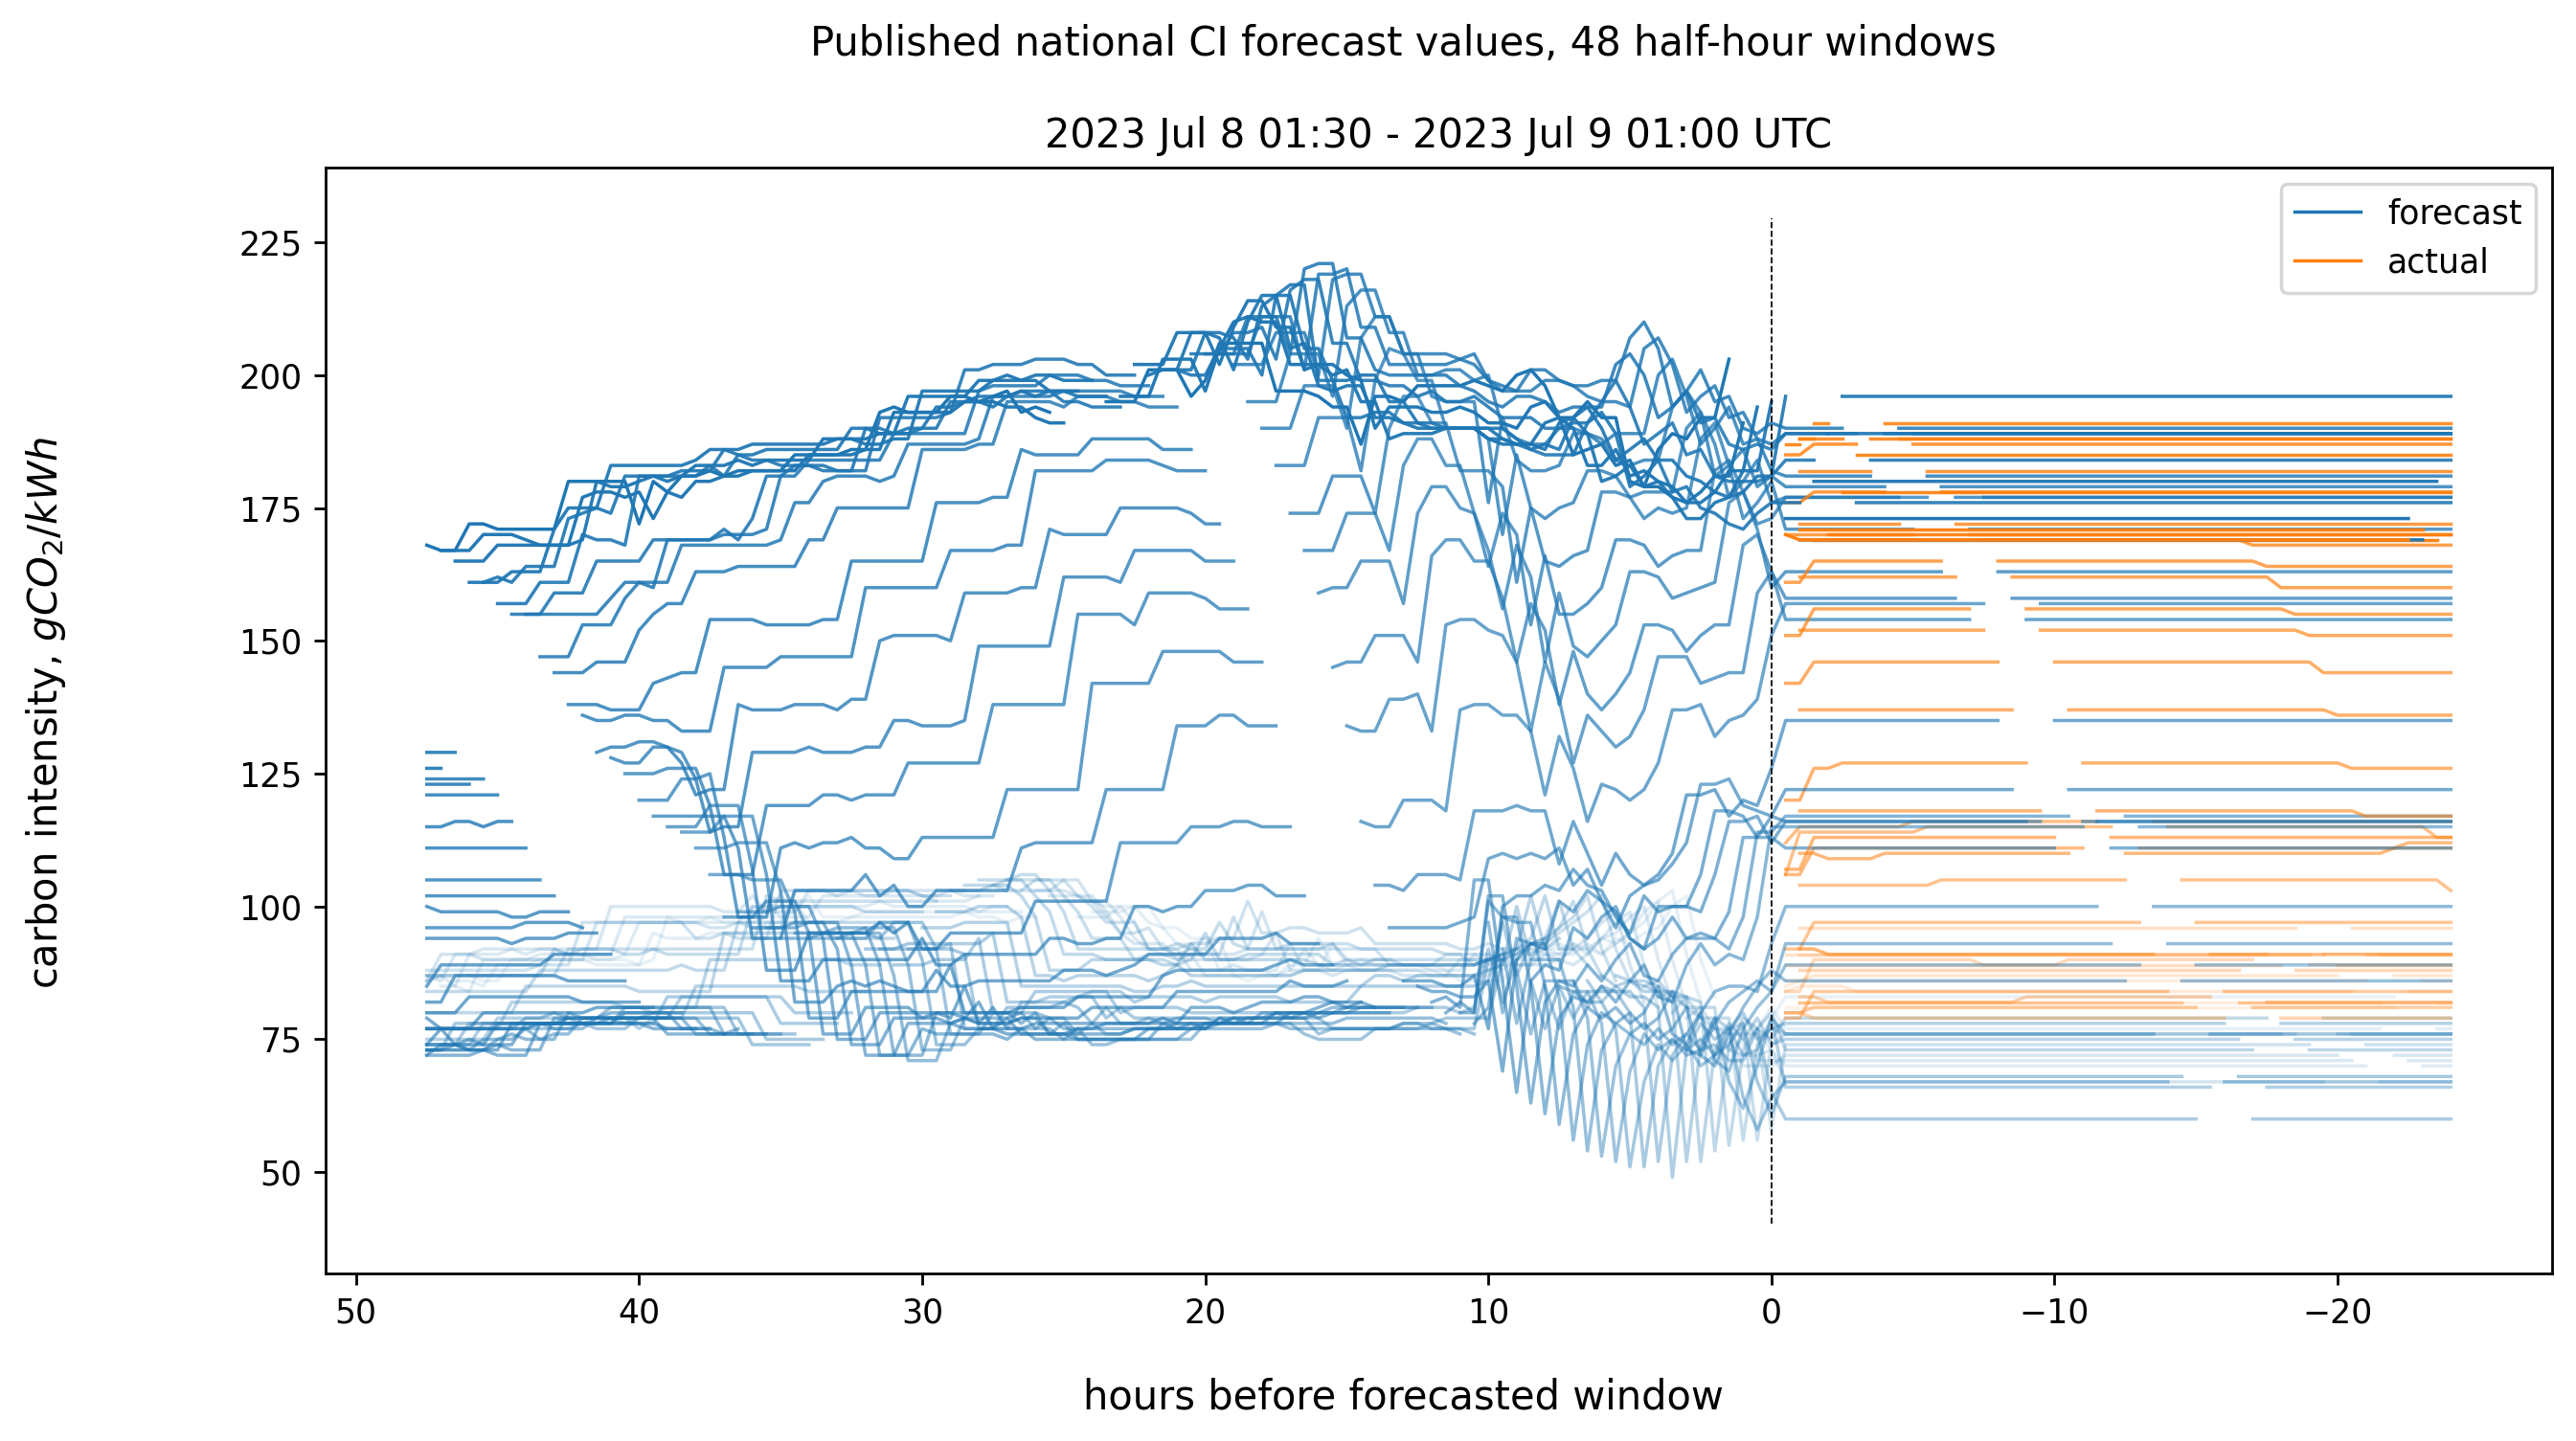 Published national CI forecast values, 48 half-hour windows
2023 Jul 8 01:30 - 2023 Jul 9 01:00 UTC
forecast
actual
carbon intensity, gCO₂/kWh
225
200
175
150
125
100
75
50
50 40 30 20 10 0 −10 −20
hours before forecasted window